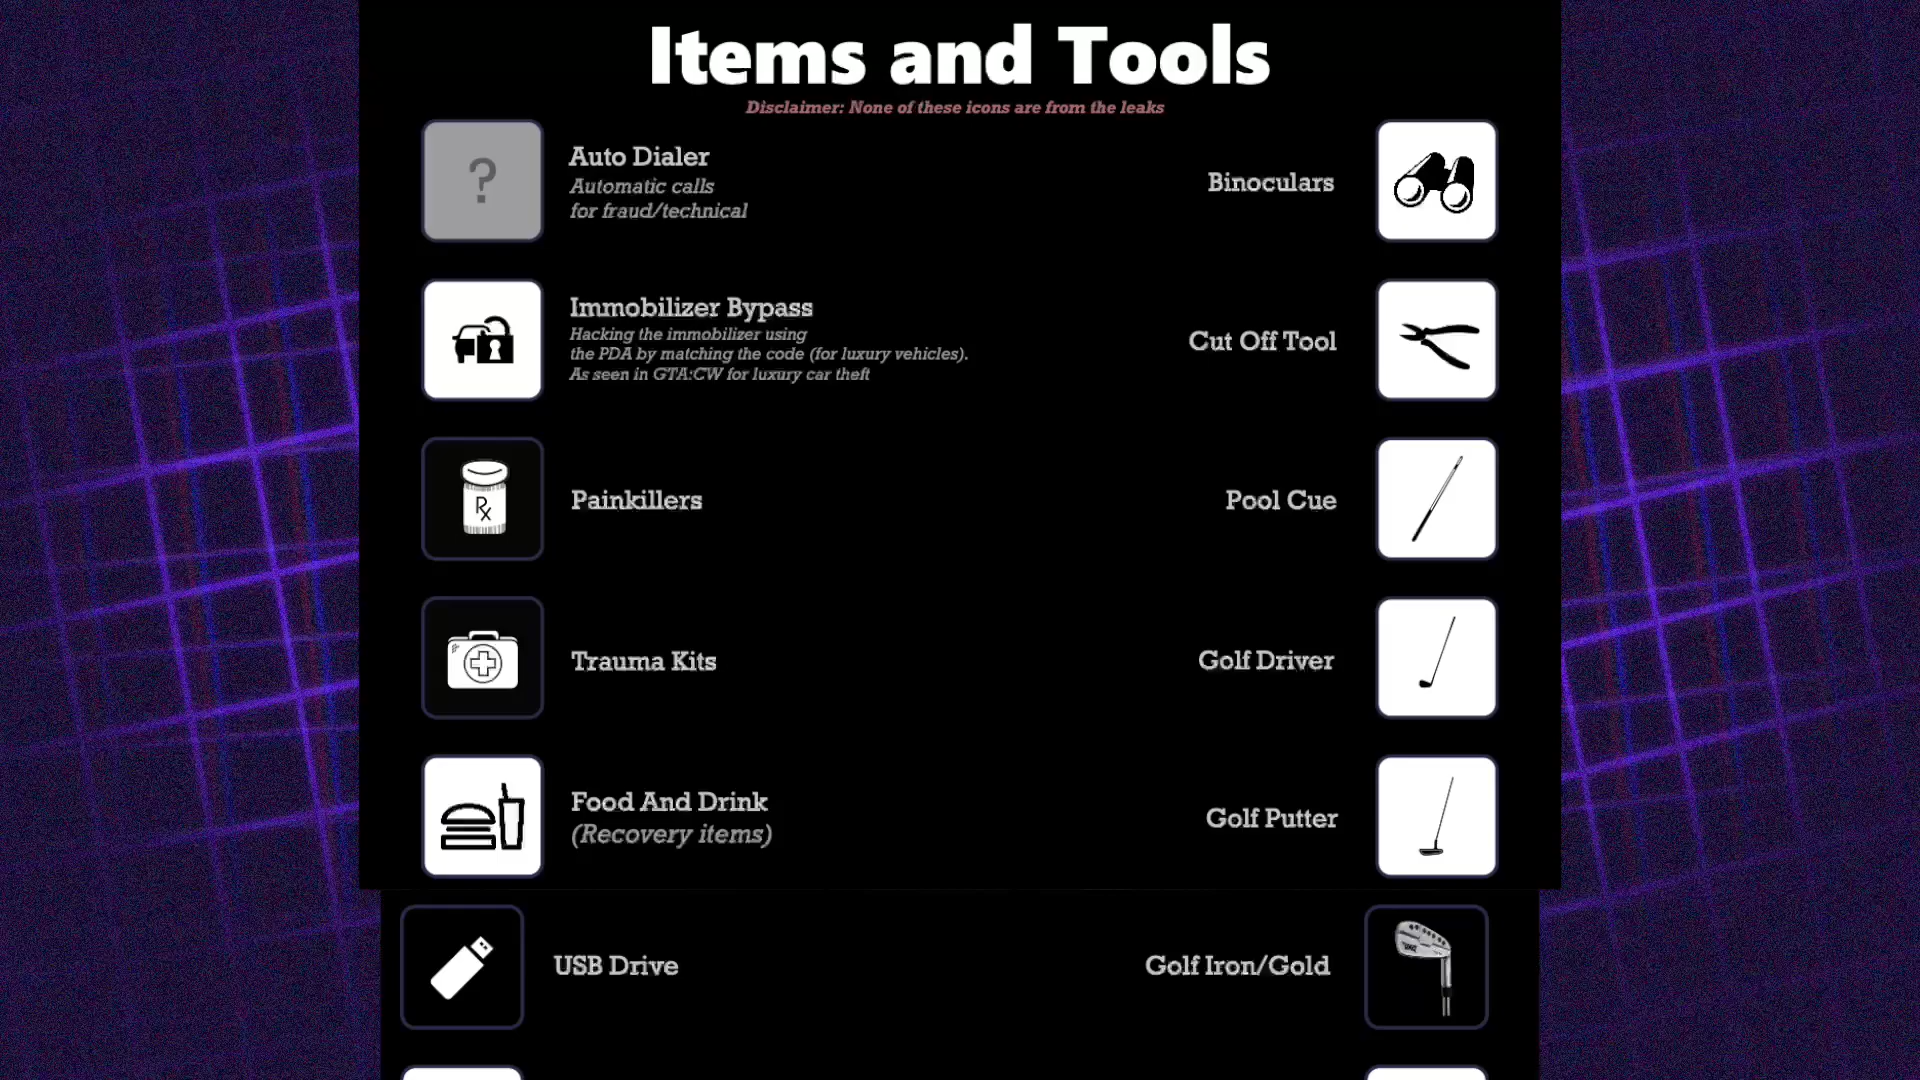 Items and Tools
Disclaimer: None of these icons are from the leaks
?
Auto Dialer
Automatic calls
for fraud/technical
Binoculars
Immobilizer Bypass
Hacking the immobilizer using
the PDA by matching the code (for luxury vehicles).
As seen in GTA:CW for luxury car theft
Cut Off Tool
Painkillers
Rx
Pool Cue
Trauma Kits
Golf Driver
Food And Drink
(Recovery items)
Golf Putter
USB Drive
Golf Iron/Gold